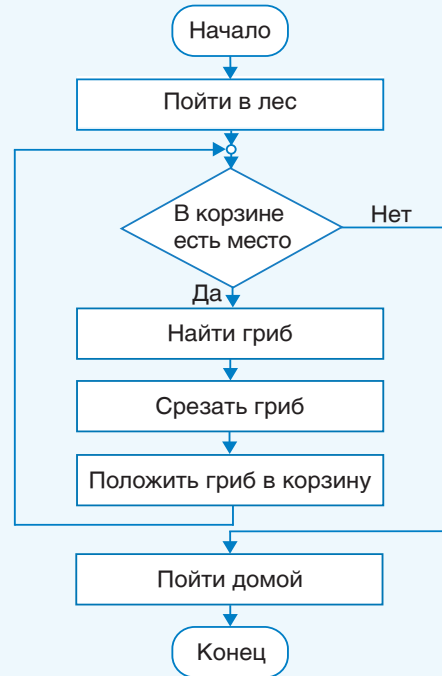 Начало
Пойти в лес
В корзине
есть место
Нет
Да
Найти гриб
Срезать гриб
Положить гриб в корзину
Пойти домой
Конец